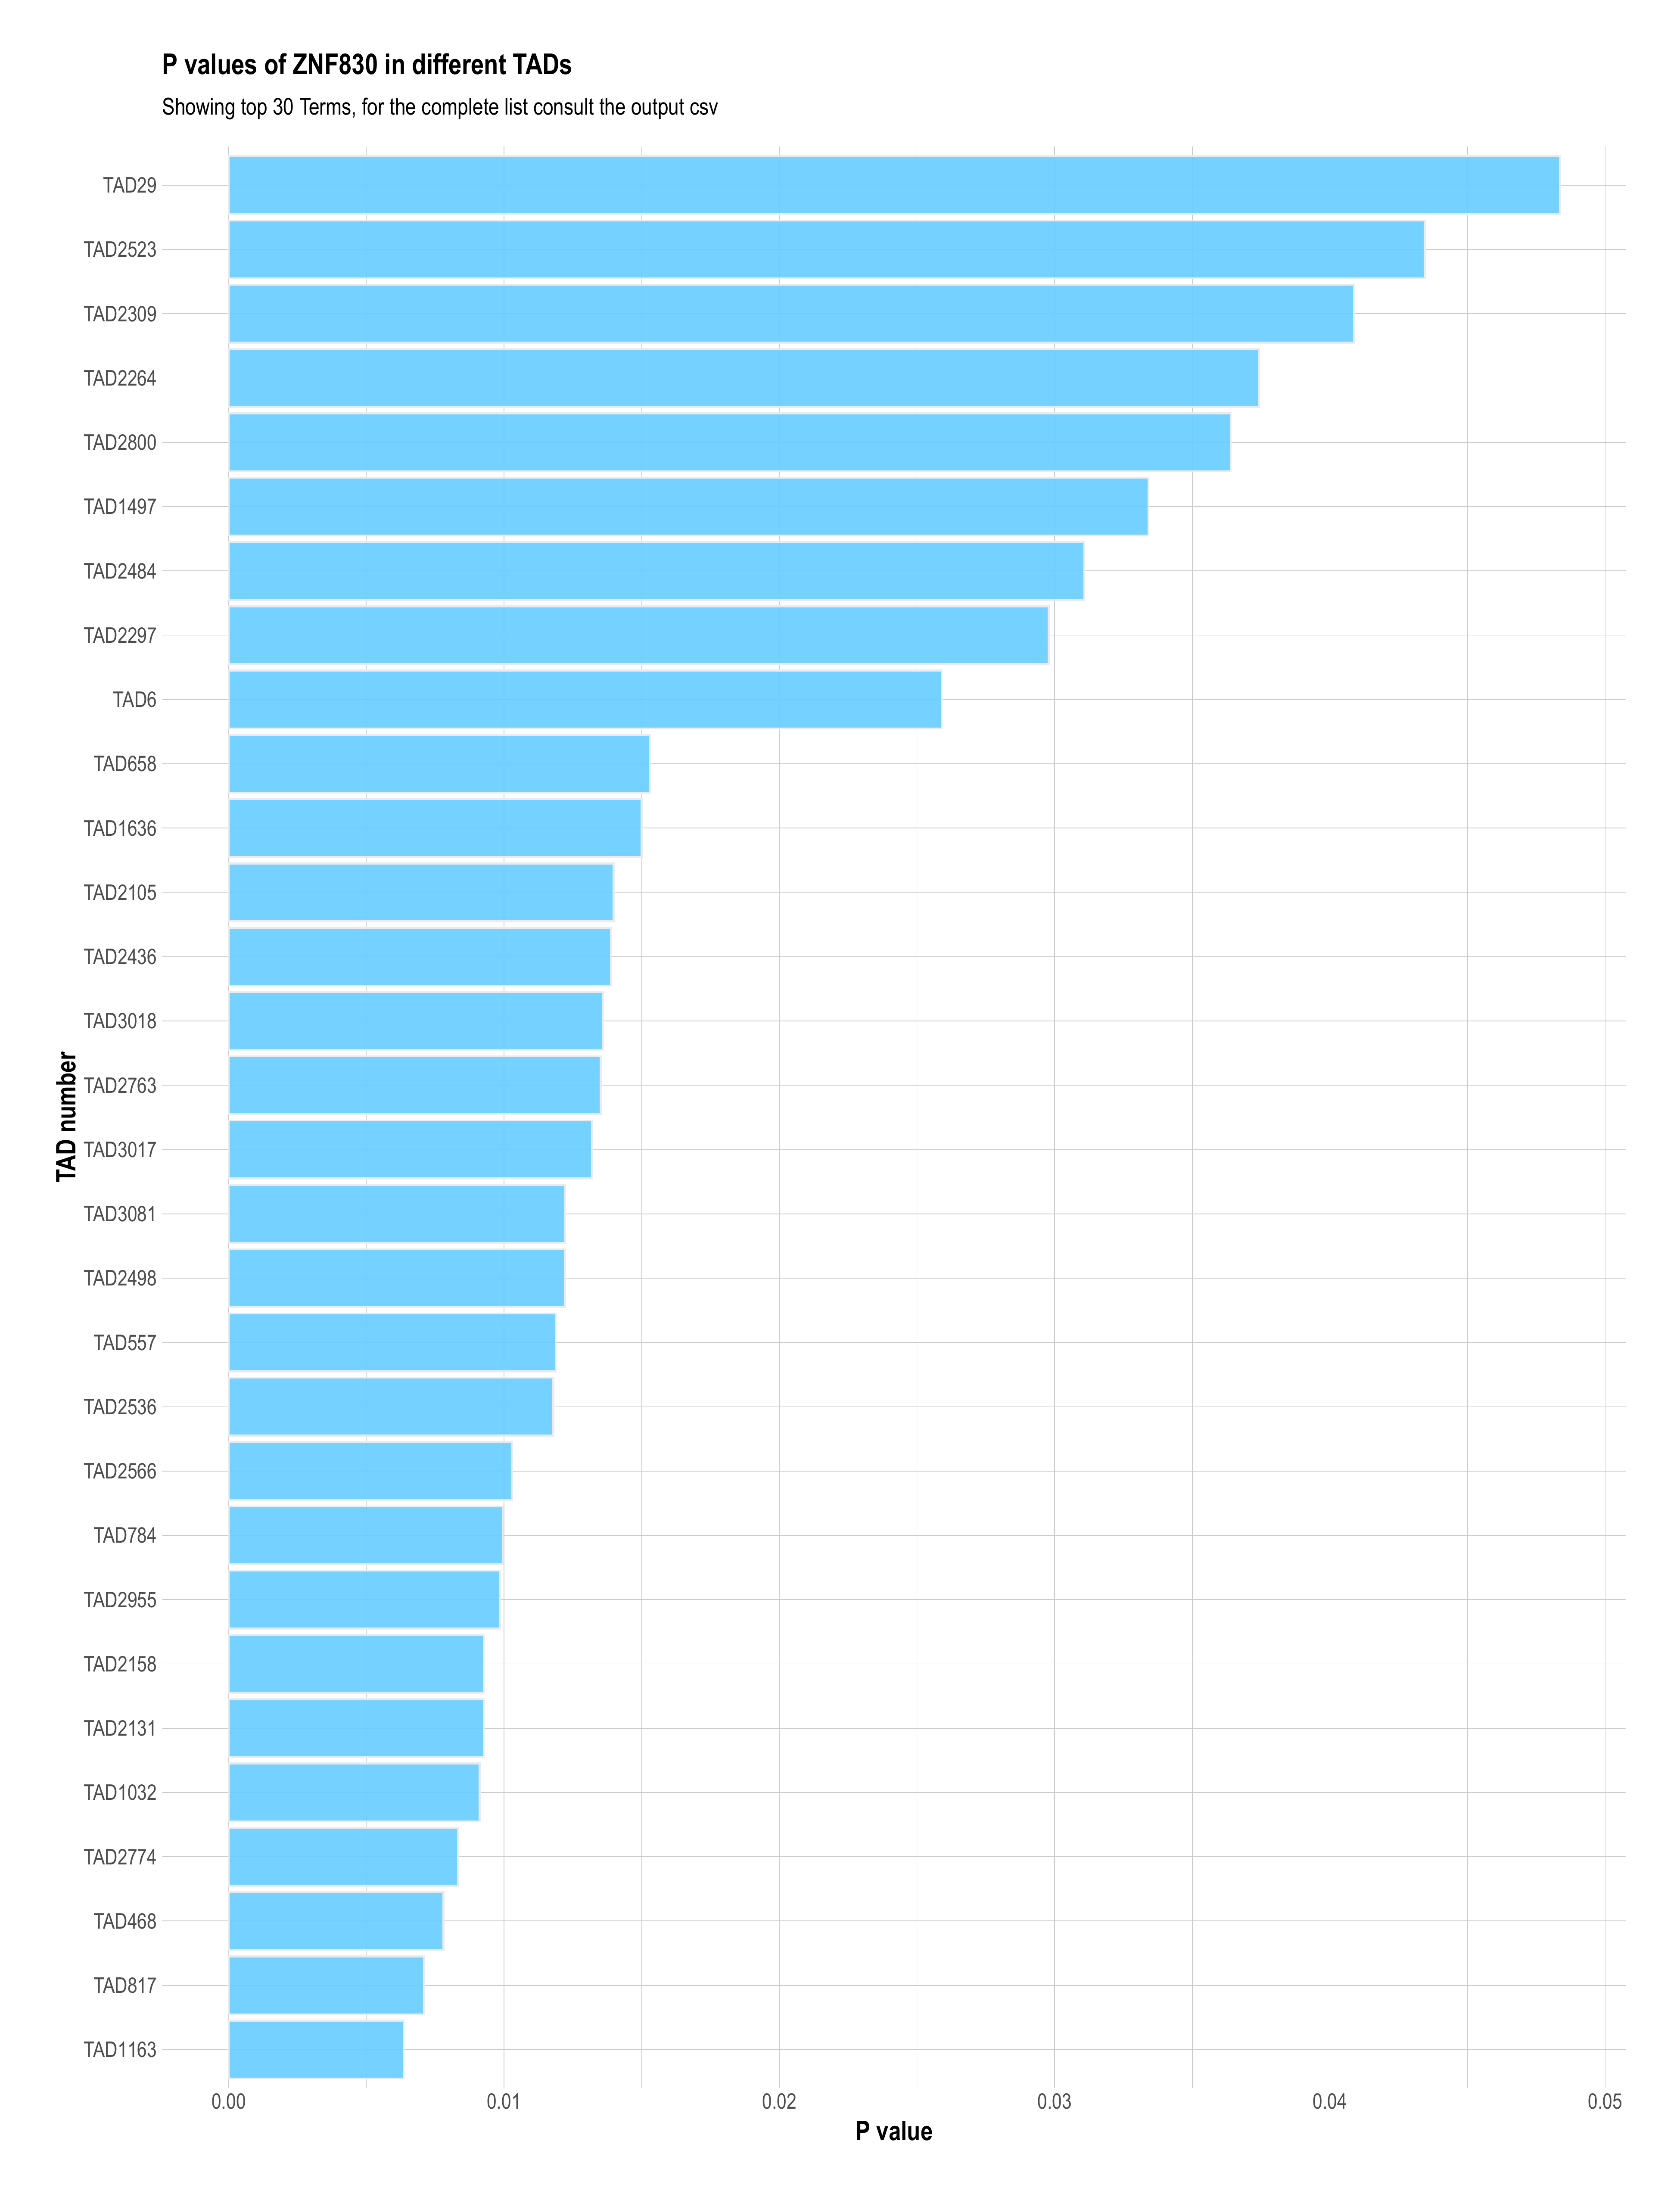 P values of ZNF830 in different TADs
Showing top 30 Terms, for the complete list consult the output csv
TAD number
TAD29
TAD2523
TAD2309
TAD2264
TAD2800
TAD1497
TAD2484
TAD2297
TAD6
TAD658
TAD1636
TAD2105
TAD2436
TAD3018
TAD2763
TAD3017
TAD3081
TAD2498
TAD557
TAD2536
TAD2566
TAD784
TAD2955
TAD2158
TAD2131
TAD1032
TAD2774
TAD468
TAD817
TAD1163
0.00 0.01 0.02 0.03 0.04 0.05
P value